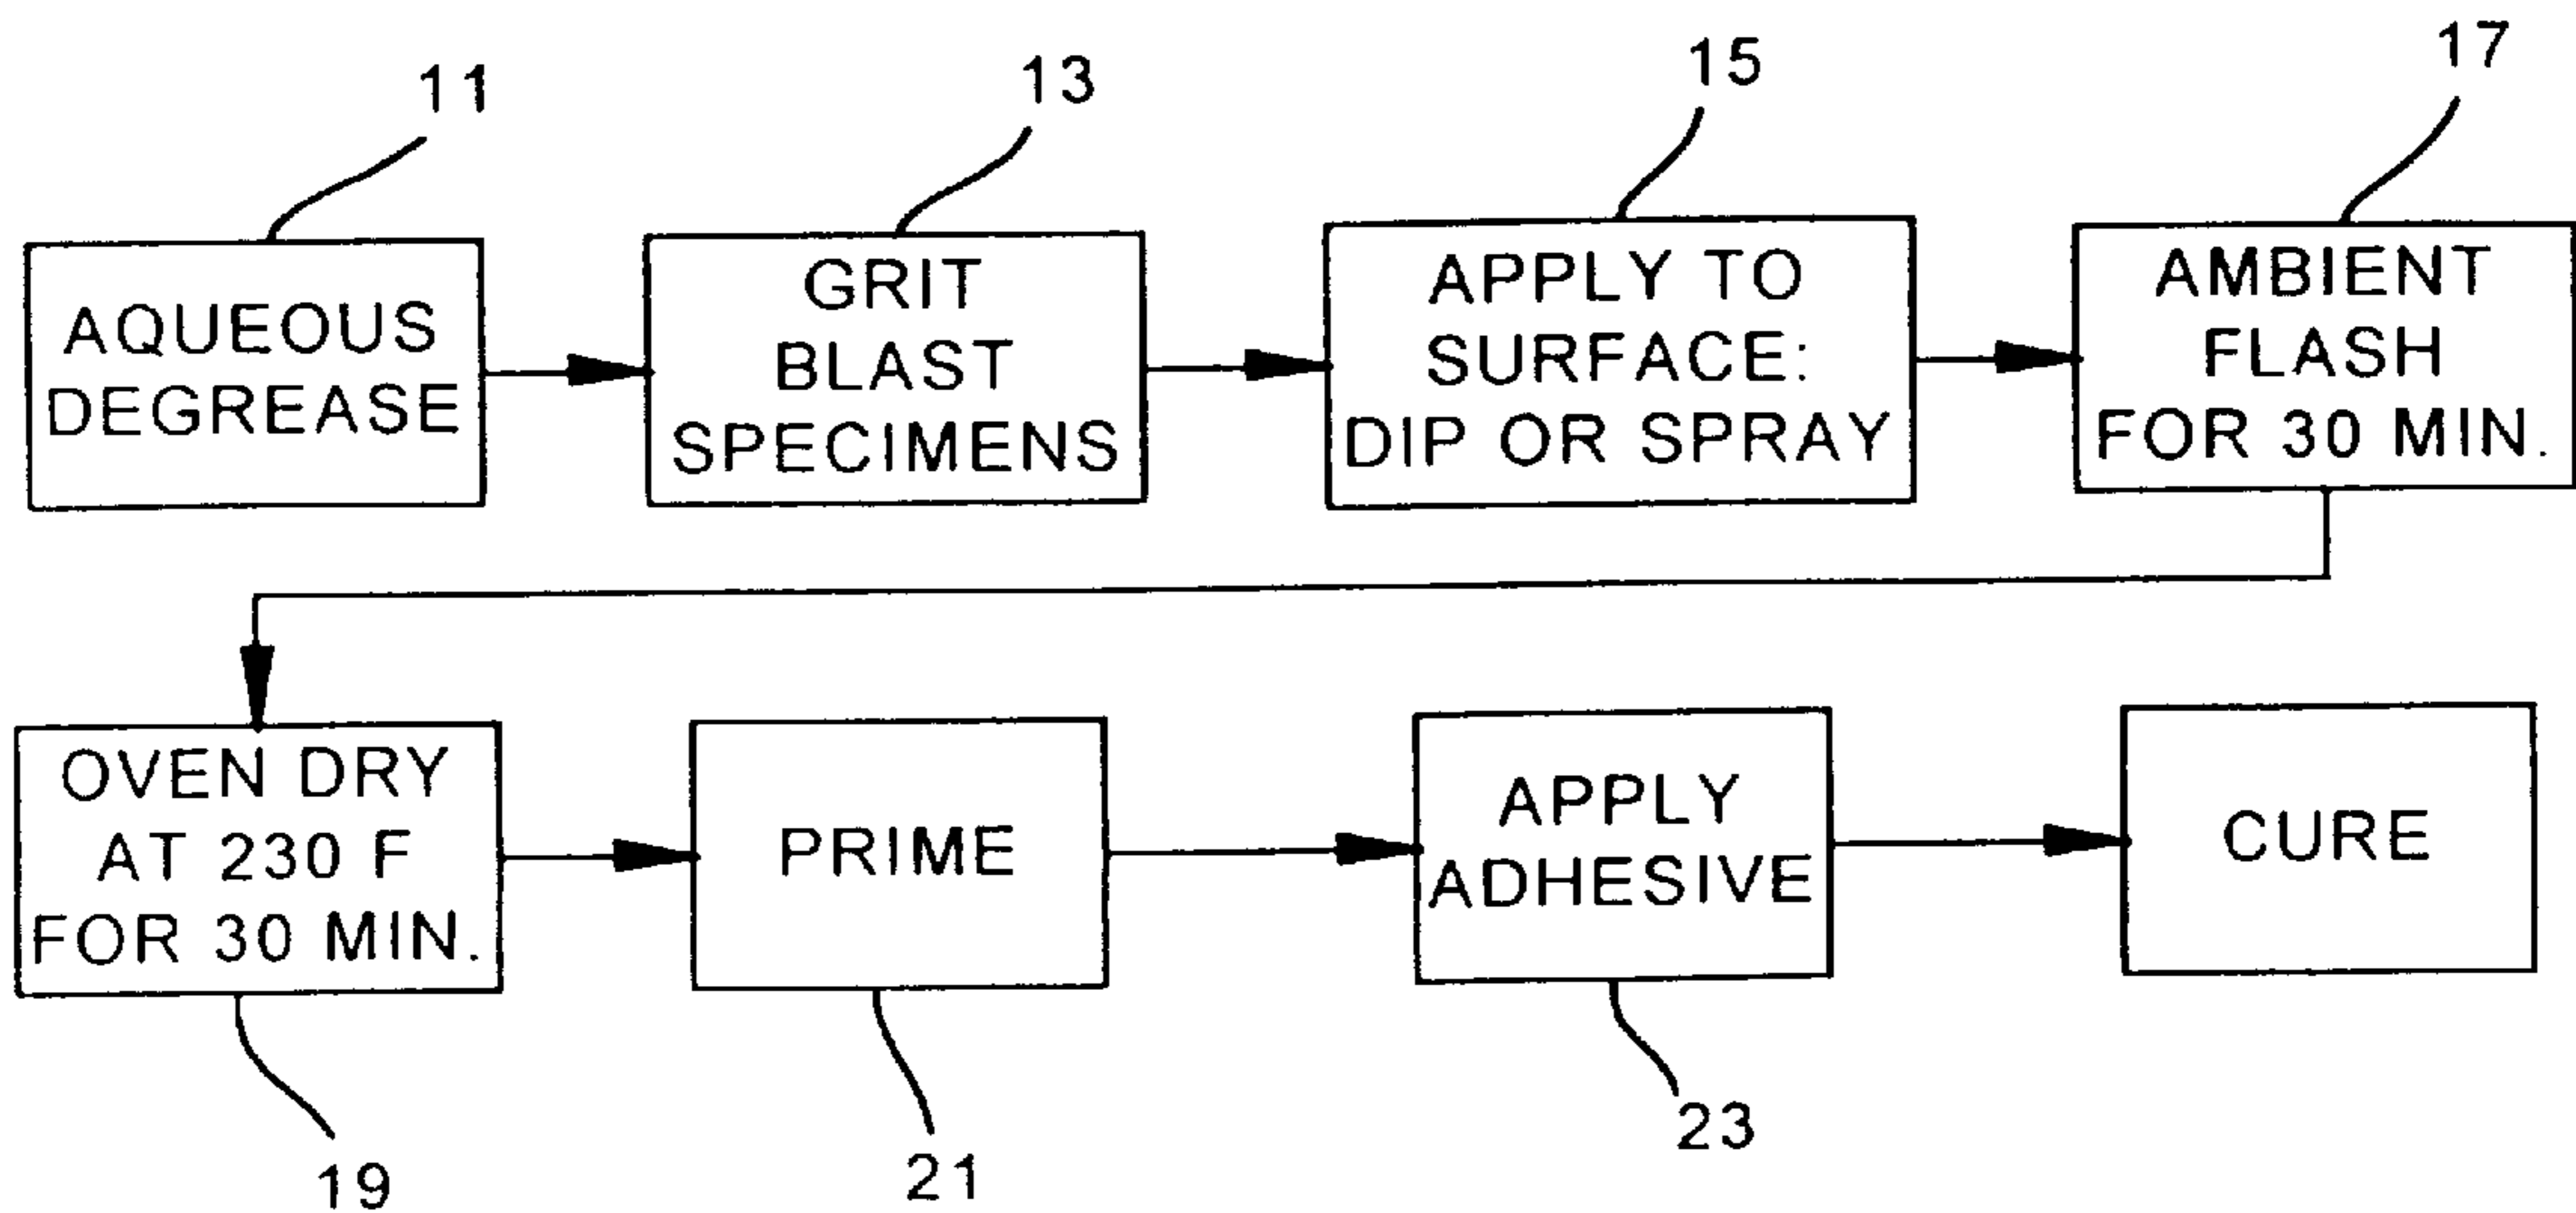 11
13
15
17
AQUEOUS
DEGREASE
GRIT
BLAST
SPECIMENS
APPLY TO
SURFACE:
DIP OR SPRAY
AMBIENT
FLASH
FOR 30 MIN.
OVEN DRY
AT 230 F
FOR 30 MIN.
PRIME
APPLY
ADHESIVE
CURE
19
21
23